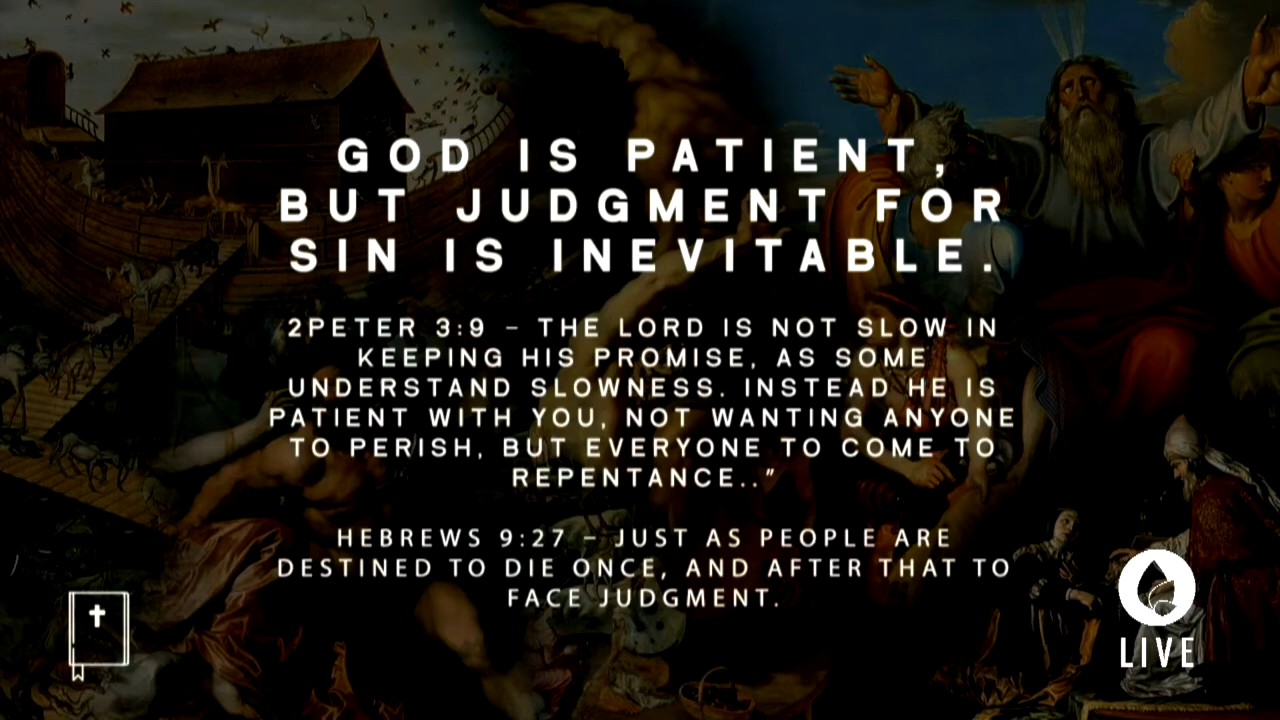 GOD IS PATIENT,
BUT JUDGMENT FOR
SIN IS INEVITABLE.
2PETER 3:9 – THE LORD IS NOT SLOW IN
KEEPING HIS PROMISE, AS SOME
UNDERSTAND SLOWNESS. INSTEAD HE IS
PATIENT WITH YOU, NOT WANTING ANYONE
TO PERISH, BUT EVERYONE TO COME TO
REPENTANCE.."
HEBREWS 9:27 – JUST AS PEOPLE ARE
DESTINED TO DIE ONCE, AND AFTER THAT TO
FACE JUDGMENT.
LIVE